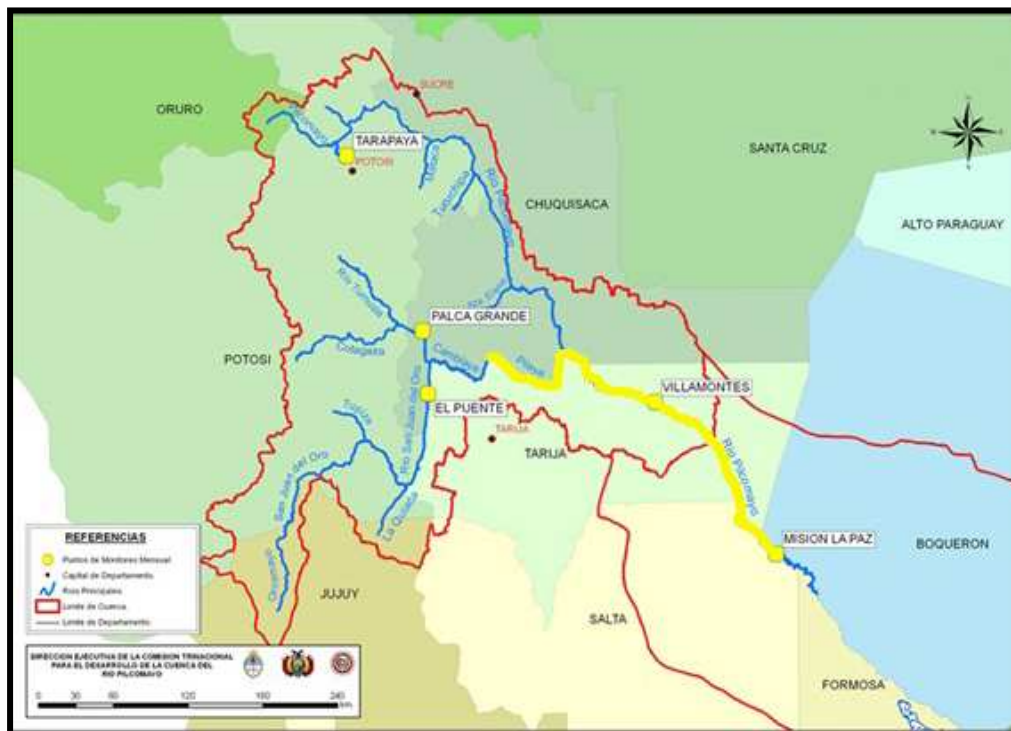 SUCRE
ORURO
Pilcomayo
TARAPAYA
POTOSI
SANTA CRUZ
Tumusla
CHUQUISACA
ALTO PARAGUAY
Río Pilcomayo
PALCA GRANDE
Cotagaita
Camblaya
Pilaya
POTOSI
VILLAMONTES
EL PUENTE
Río San Juan del Oro
Tupiza
TARIJA
TARIJA
San Juan del Oro
Río Pilcomayo
La Quiaca
MISION LA PAZ
BOQUERON
REFERENCIAS
Puntos de Monitoreo Mensual
Capital de Departamento
Rios Principales
Limite de Cuenca
Limite de Departamento
JUJUY
SALTA
FORMOSA
DIRECCION EJECUTIVA DE LA COMISION TRINACIONAL
PARA EL DESARROLLO DE LA CUENCA DEL
RIO PILCOMAYO
0 30 60 120 180 240